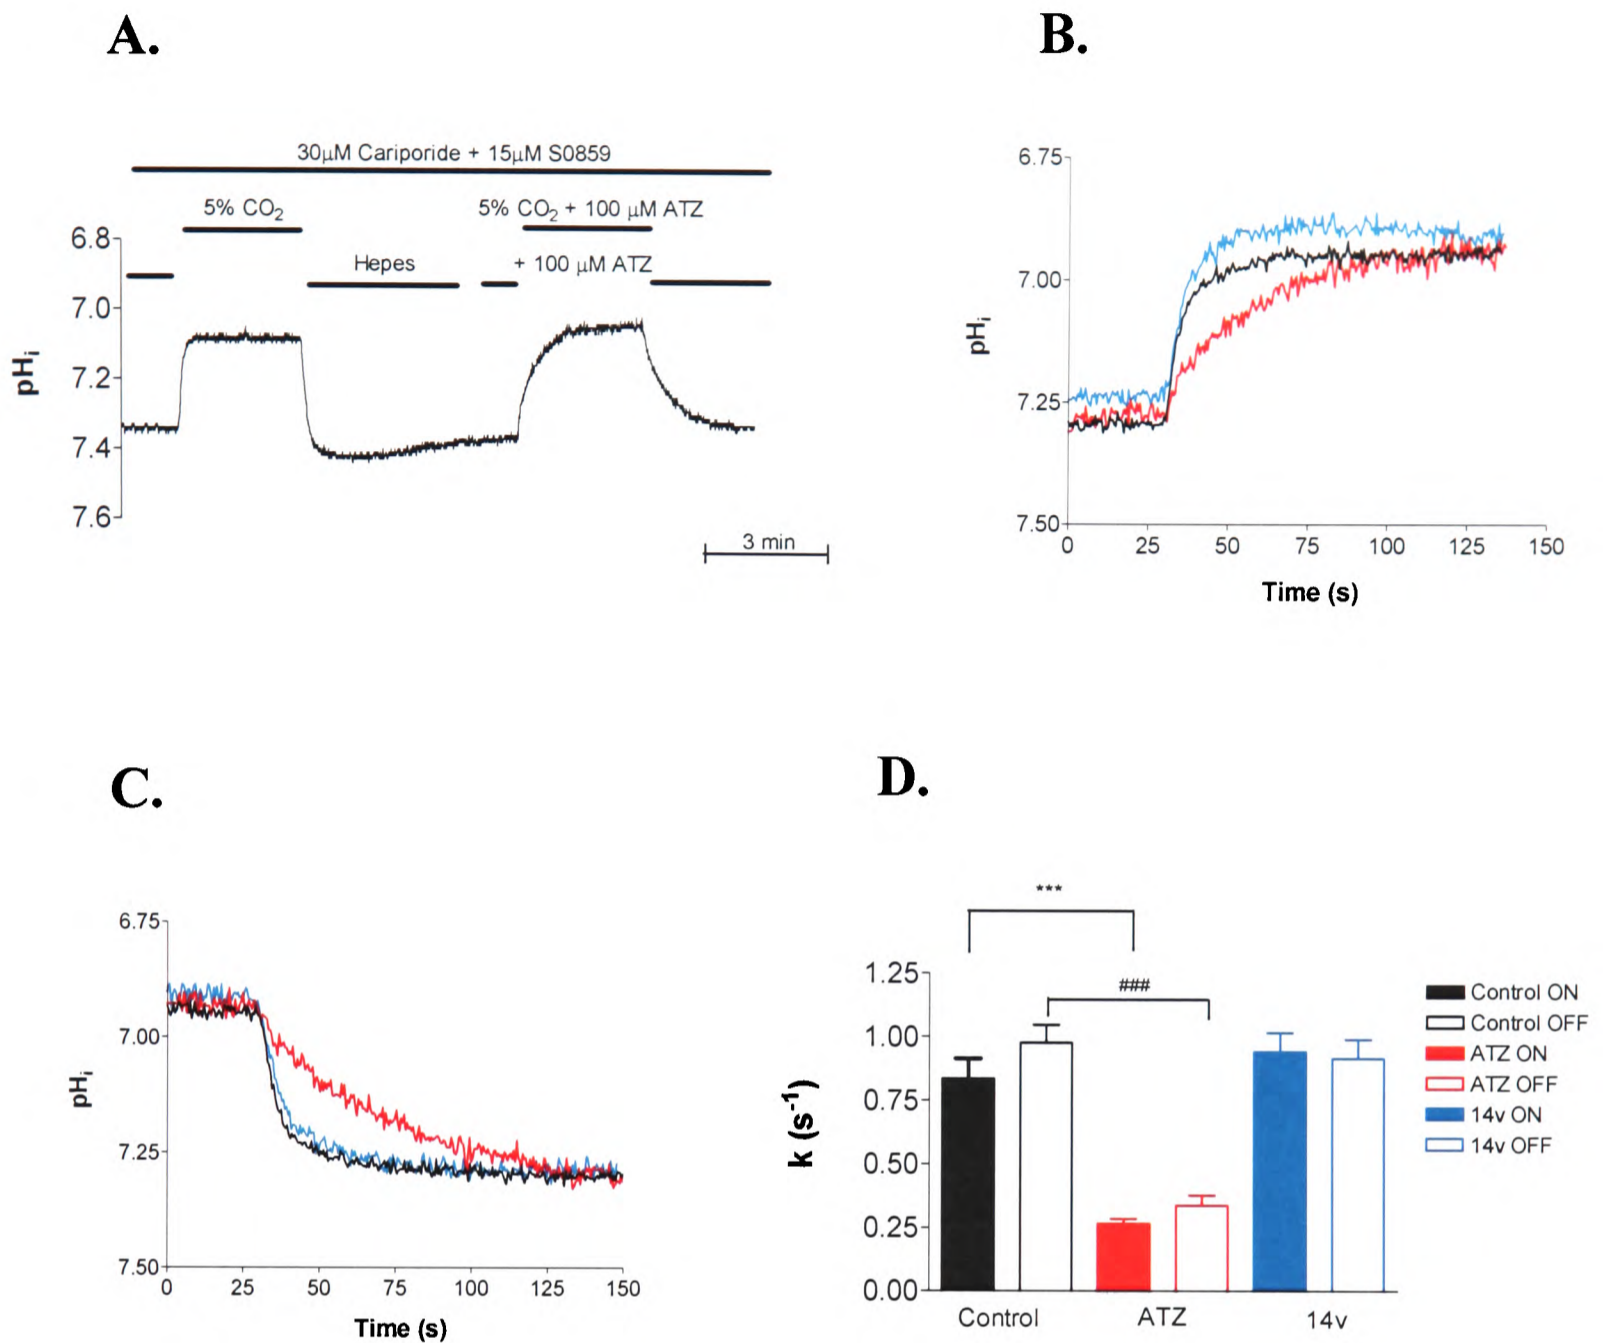 A.
30μM Cariporide + 15μM S0859
5% CO₂
5% CO₂ + 100 μM ATZ
Hepes
+ 100 μM ATZ
6.8
7.0
7.2
7.4
7.6
pHᵢ
3 min
B.
6.75
7.00
7.25
7.50
pHᵢ
0 25 50 75 100 125 150
Time (s)
C.
6.75
7.00
7.25
7.50
pHᵢ
0 25 50 75 100 125 150
Time (s)
D.
***
###
1.25
1.00
0.75
0.50
0.25
0.00
k (s⁻¹)
Control ATZ 14v
Control ON
Control OFF
ATZ ON
ATZ OFF
14v ON
14v OFF